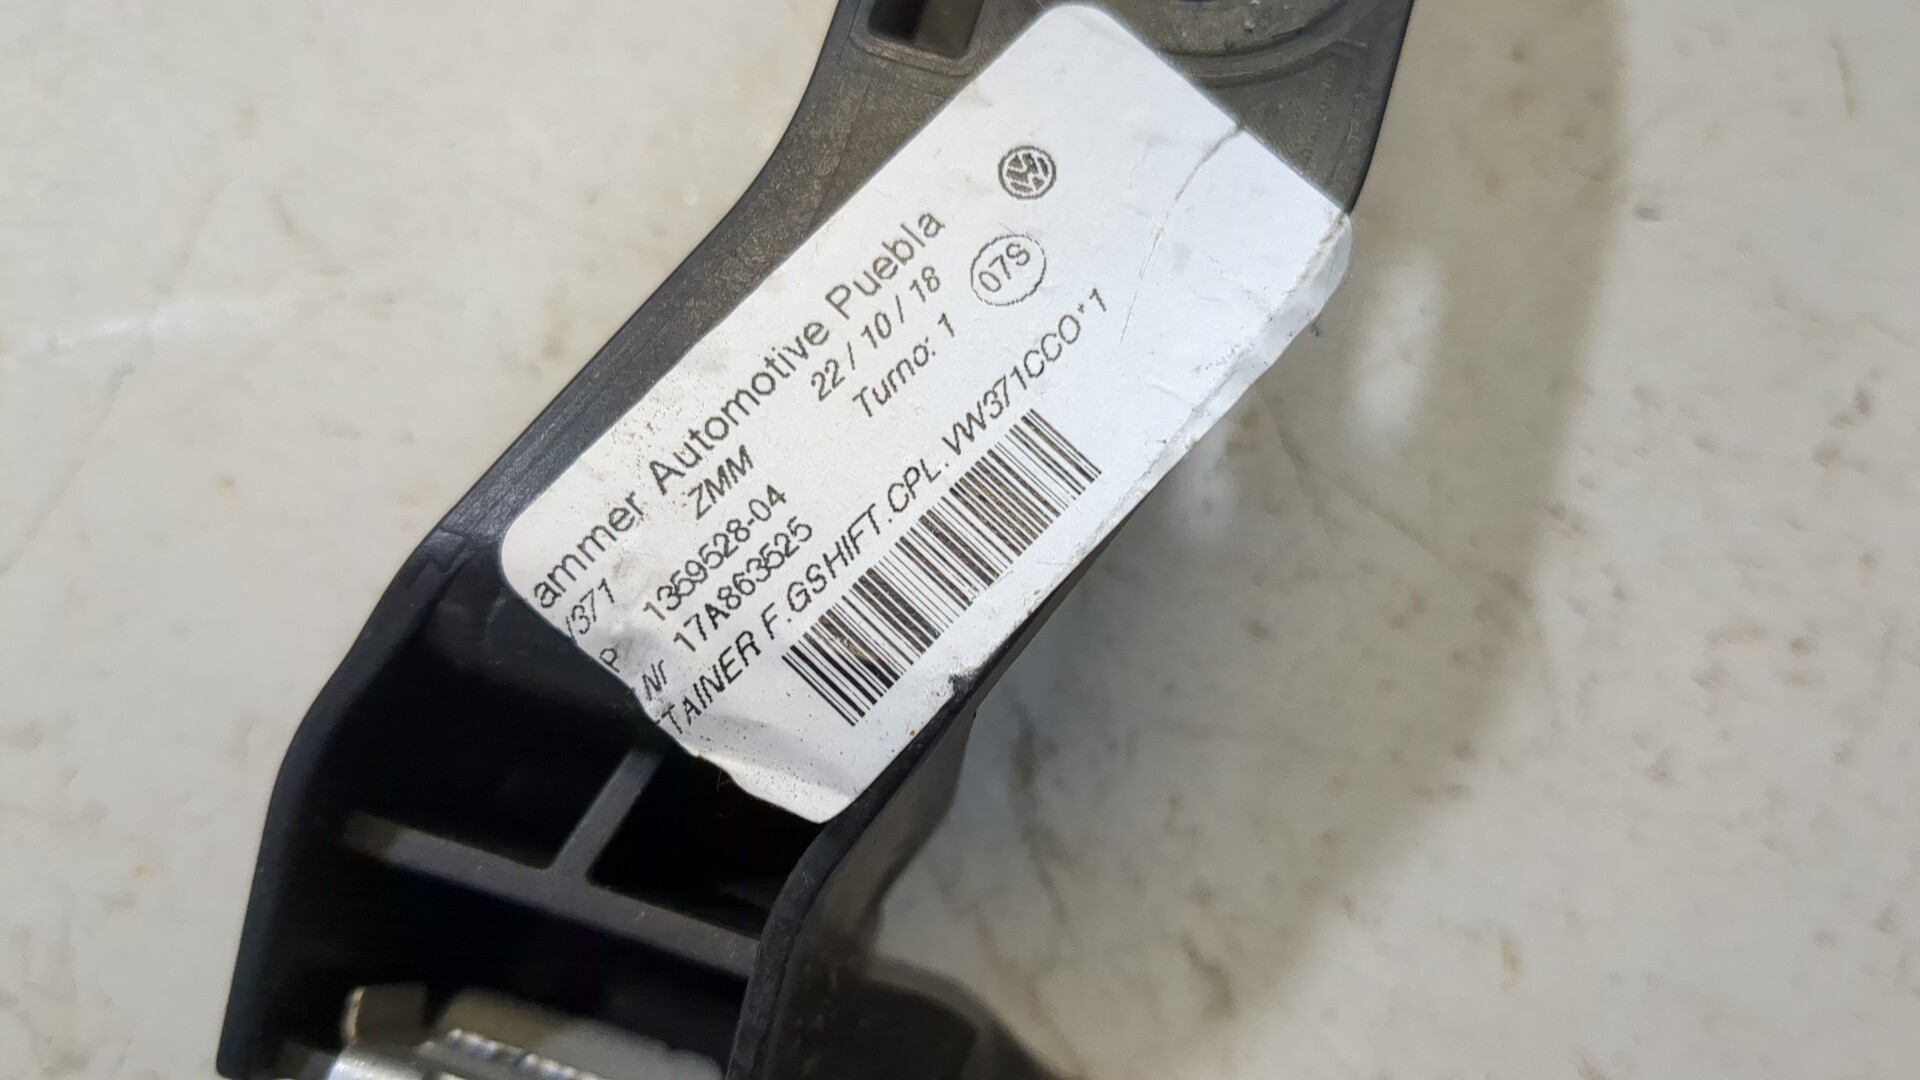 ammer Automotive Puebla
371 ZMM 22 / 10 / 18
P 1359528-04 Turno: 1 07S
Nr 17A863525
TAINER F.GSHIFT.CPL.VW371CCO*1